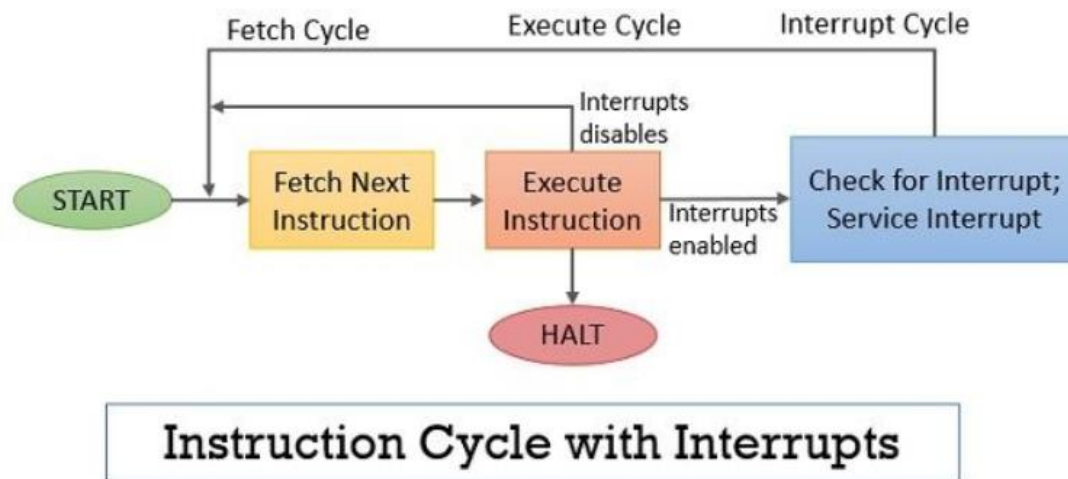 Fetch Cycle
Execute Cycle
Interrupt Cycle
Interrupts
disables
START
Fetch Next
Instruction
Execute
Instruction
Interrupts
enabled
Check for Interrupt;
Service Interrupt
HALT
Instruction Cycle with Interrupts